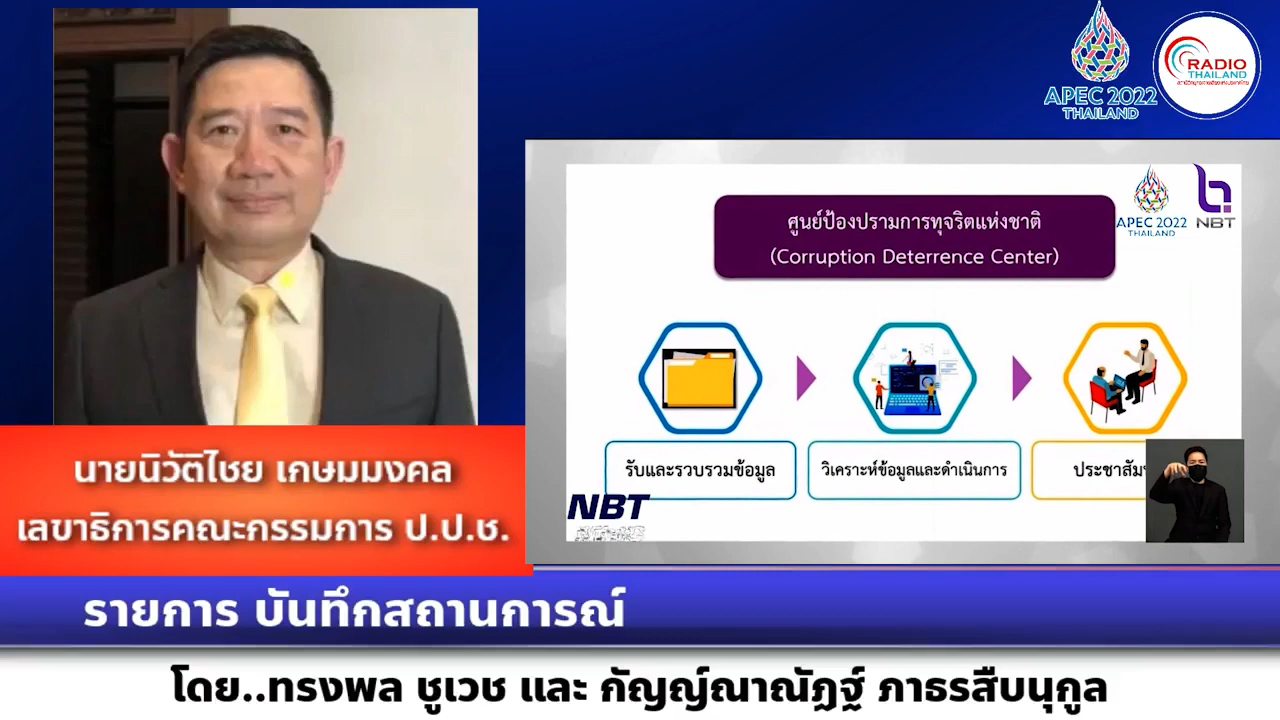 APEC 2022
THAILAND
RADIO
THAILAND
ศูนย์ป้องปรามการทุจริตแห่งชาติ
(Corruption Deterrence Center)
APEC 2022
THAILAND
NBT
รับและรวบรวมข้อมูล
วิเคราะห์ข้อมูลและดำเนินการ
NBT
นายนิวัติไชย เกษมมงคล
เลขาธิการคณะกรรมการ ป.ป.ช.
รายการ บันทึกสถานการณ์
โดย..ทรงพล ชูเวช และ กัญญ์ณาณัฏฐ์ ภาธรสืบนุกูล